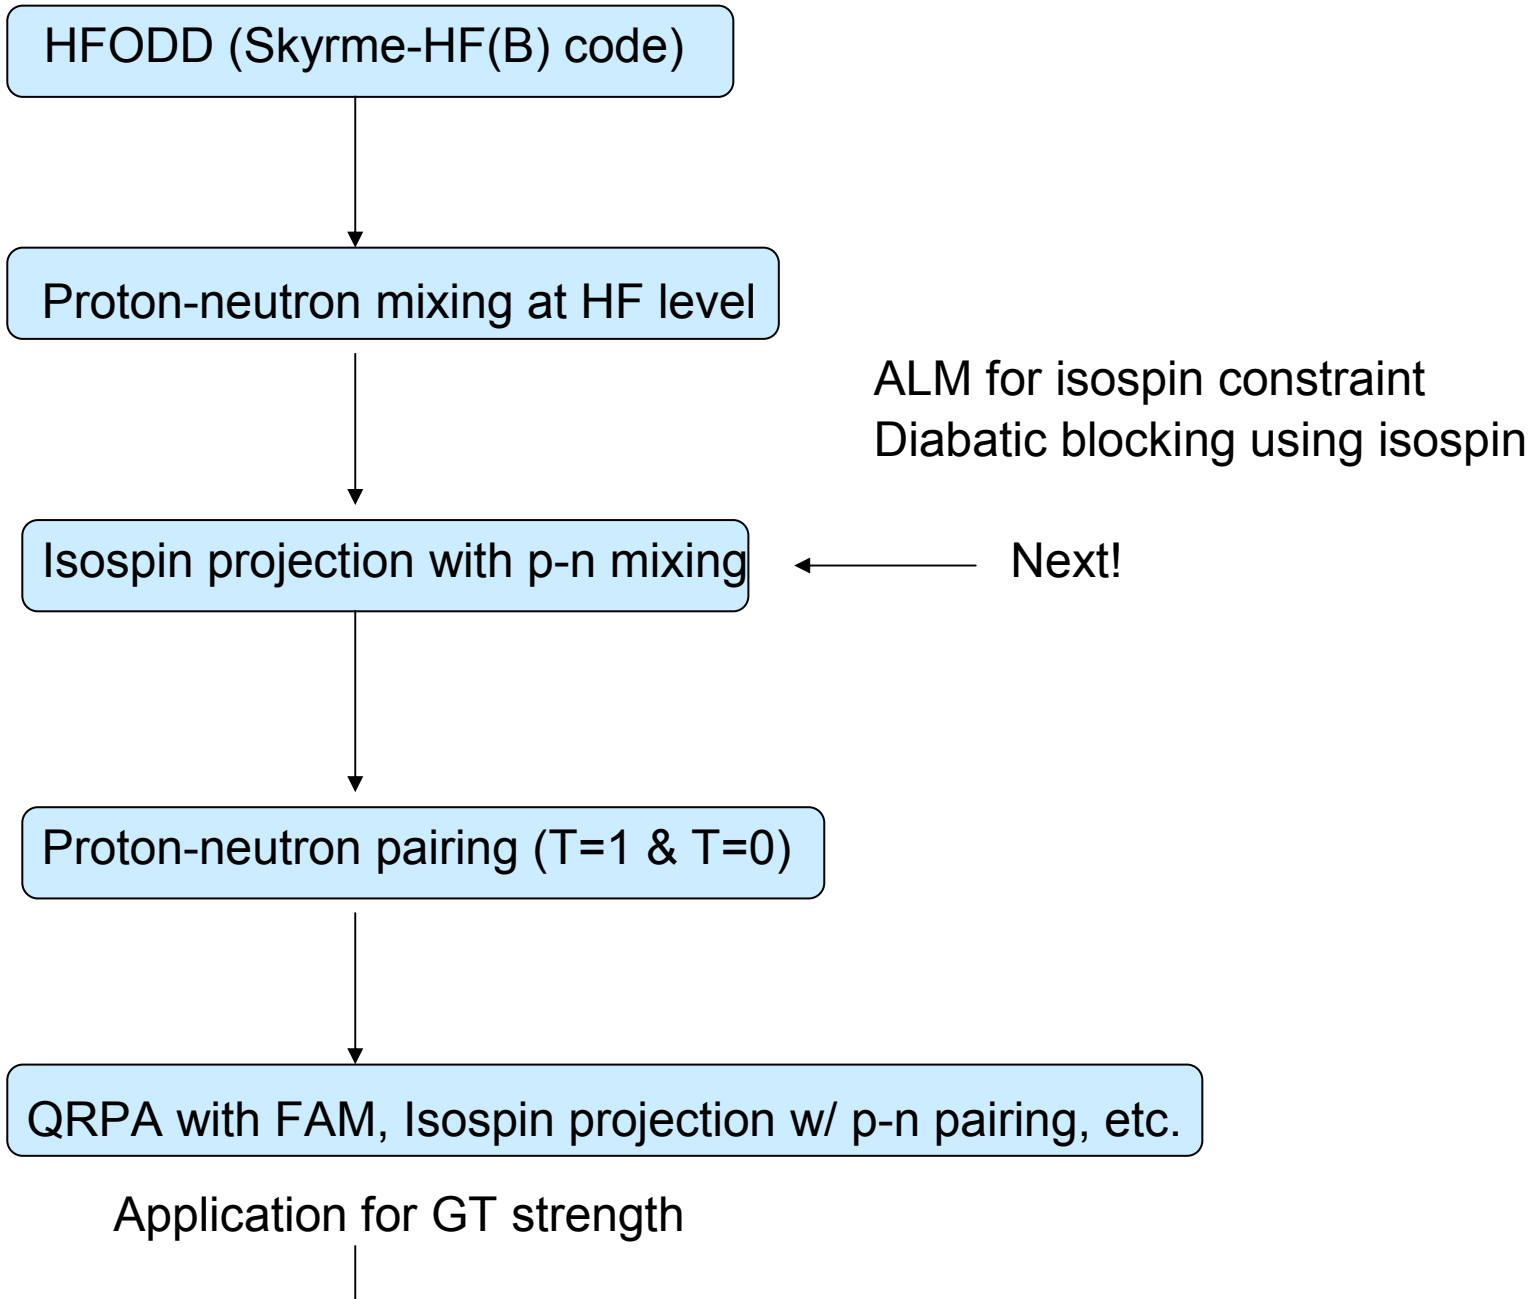 HFODD (Skyrme-HF(B) code)
Proton-neutron mixing at HF level
ALM for isospin constraint
Diabatic blocking using isospin
Isospin projection with p-n mixing
Next!
Proton-neutron pairing (T=1 & T=0)
QRPA with FAM, Isospin projection w/ p-n pairing, etc.
Application for GT strength